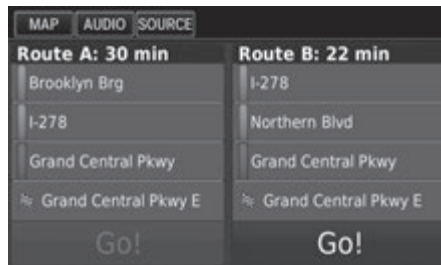 MAP AUDIO SOURCE
Route A: 30 min
Brooklyn Brg
I-278
Grand Central Pkwy
Grand Central Pkwy E
Go!
Route B: 22 min
I-278
Northern Blvd
Grand Central Pkwy
Grand Central Pkwy E
Go!